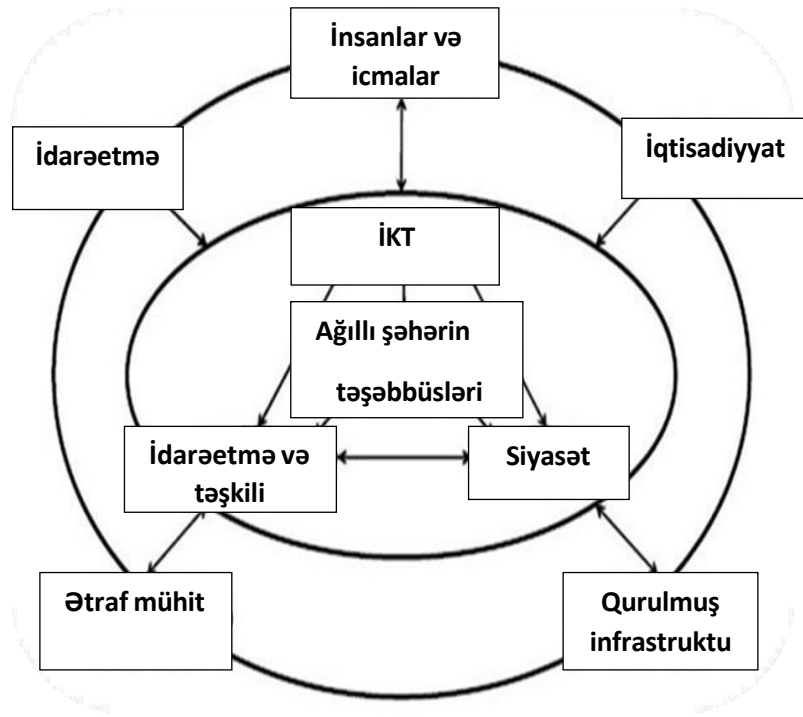 İnsanlar və
icmalar
İdarəetmə
İqtisadiyyat
İKT
Ağıllı şəhərin
təşəbbüsləri
İdarəetmə və
təşkili
Siyasət
Ətraf mühit
Qurulmuş
infrastruktu